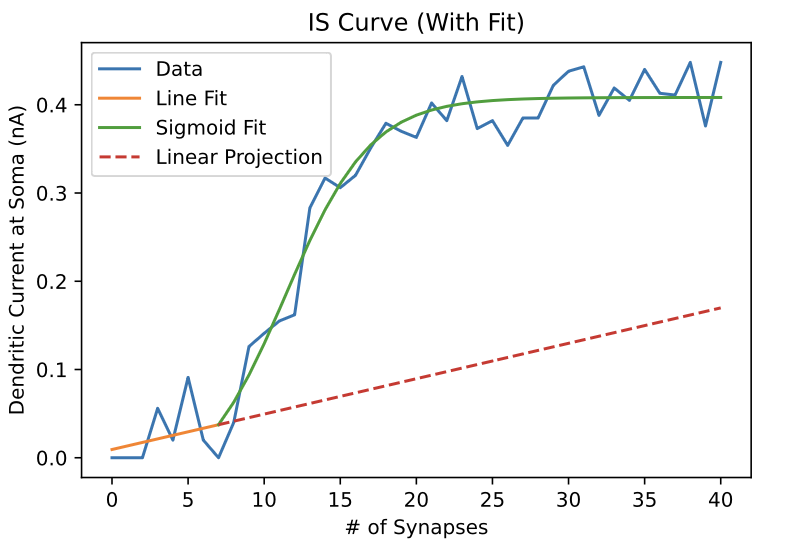 IS Curve (With Fit)
Data
Line Fit
Sigmoid Fit
Linear Projection
Dendritic Current at Soma (nA)
0.4
0.3
0.2
0.1
0.0
0 5 10 15 20 25 30 35 40
# of Synapses